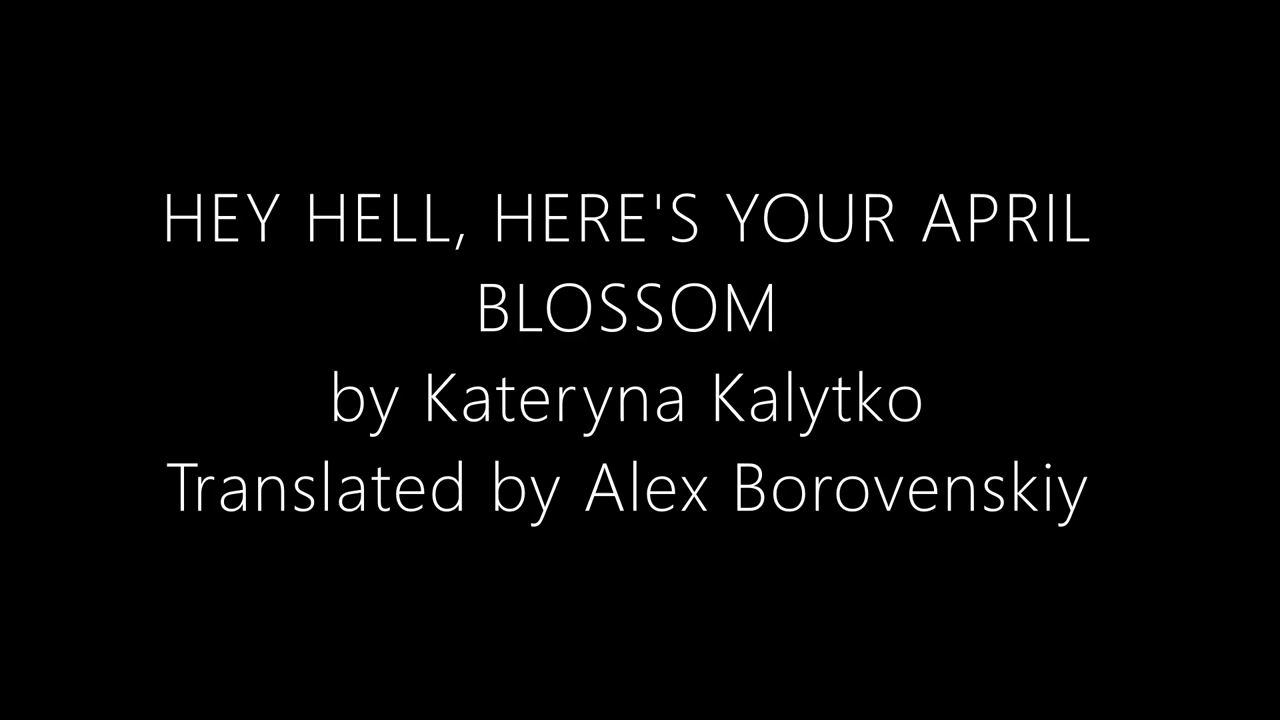 HEY HELL, HERE'S YOUR APRIL
BLOSSOM
by Kateryna Kalytko
Translated by Alex Borovenskiy